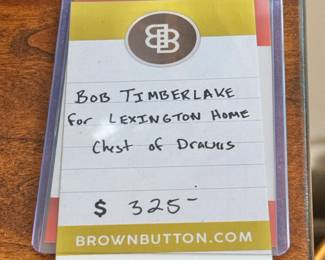 BB
BOB TIMBERLAKE
for LEXINGTON HOME
Chest of Drawers
$ 325-
BROWNBUTTON.COM